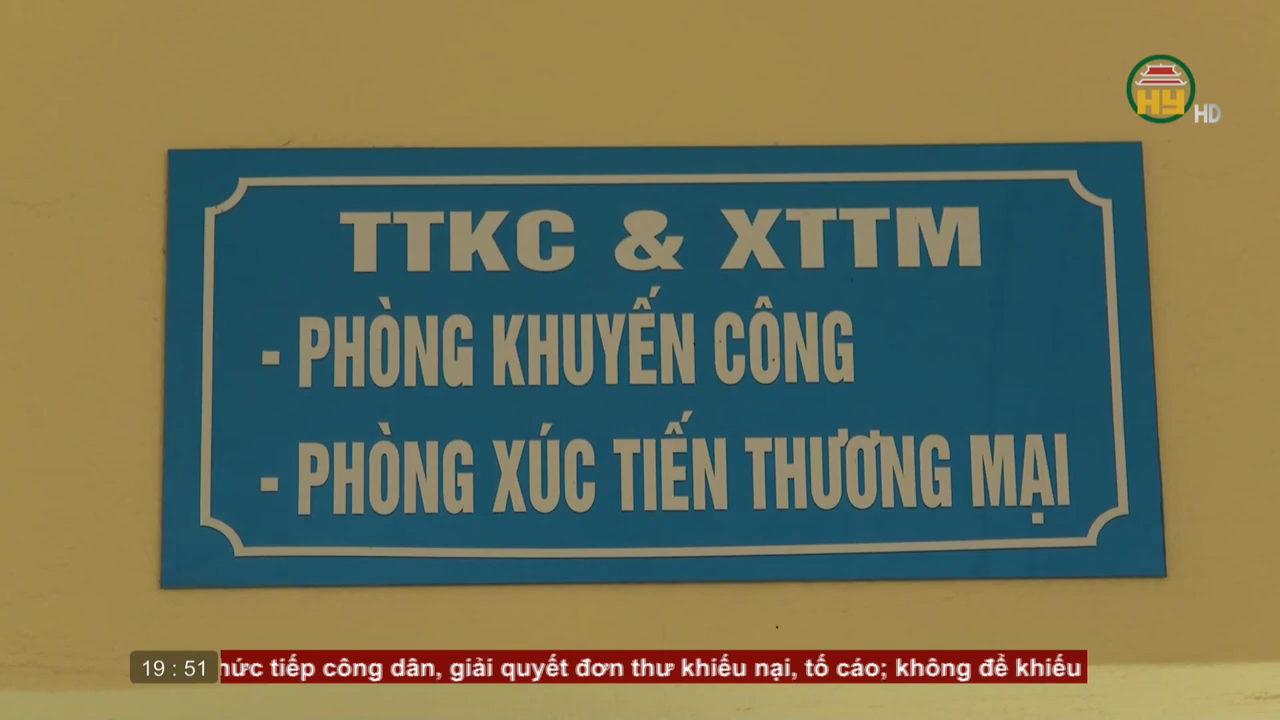 HY HD
TTKC & XTTM
- PHÒNG KHUYẾN CÔNG
- PHÒNG XÚC TIẾN THƯƠNG MẠI
19 : 51
tiếp công dân, giải quyết đơn thư khiếu nại, tố cáo; không để khiếu